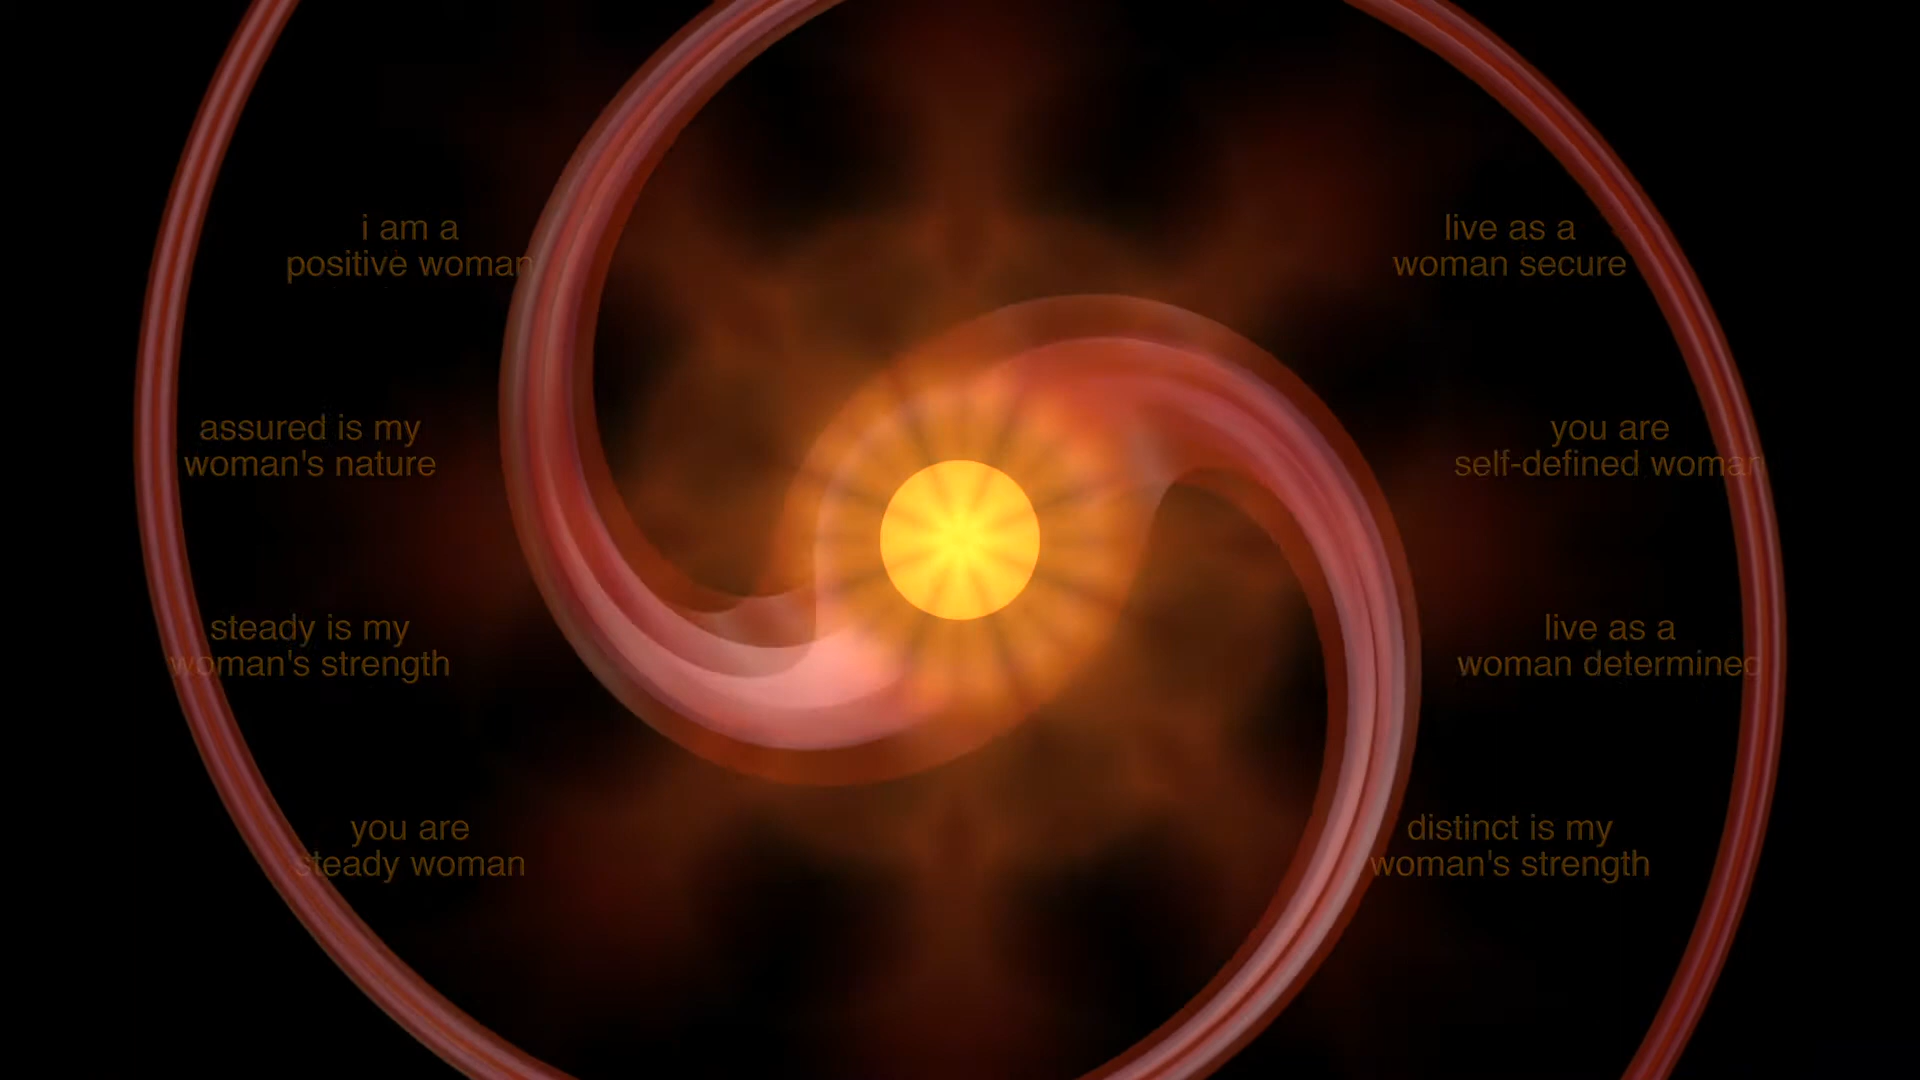 i am a
positive woman
assured is my
woman's nature
steady is my
woman's strength
you are
steady woman
live as a
woman secure
you are
self-defined woman
live as a
woman determined
distinct is my
woman's strength